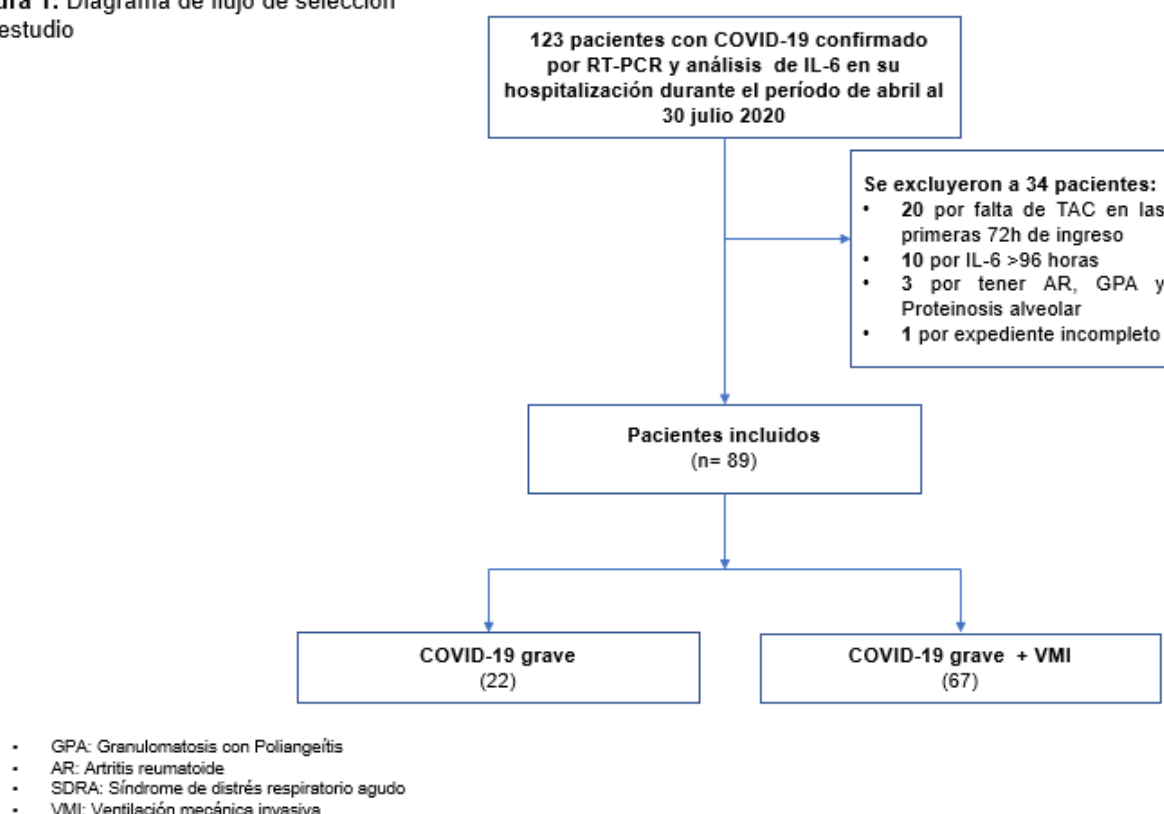 ura 1: Diagrama de flujo de selección
estudio
123 pacientes con COVID-19 confirmado
por RT-PCR y análisis de IL-6 en su
hospitalización durante el período de abril al
30 julio 2020
Se excluyeron a 34 pacientes:
• 20 por falta de TAC en las
primeras 72h de ingreso
• 10 por IL-6 >96 horas
• 3 por tener AR, GPA y
Proteinosis alveolar
• 1 por expediente incompleto
Pacientes incluidos
(n= 89)
COVID-19 grave
(22)
COVID-19 grave + VMI
(67)
- GPA: Granulomatosis con Poliangeítis
- AR: Artritis reumatoide
- SDRA: Síndrome de distrés respiratorio agudo
- VMI: Ventilación mecánica invasiva